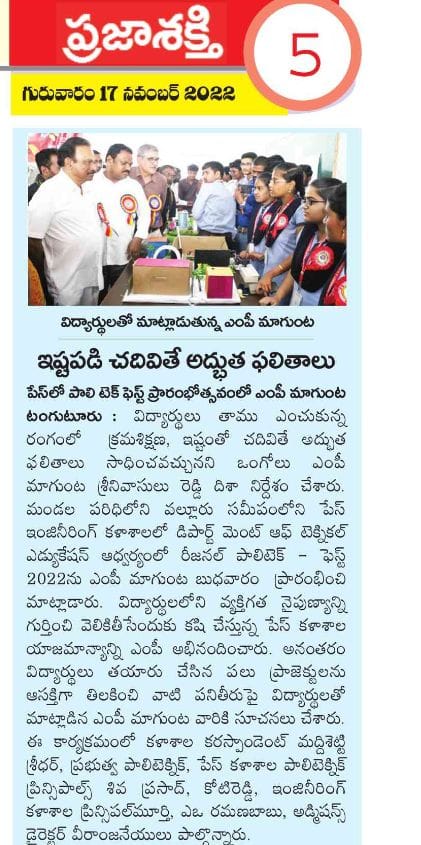 ప్రజాశక్తి
5
గురువారం 17 నవంబర్ 2022
విద్యార్థులతో మాట్లాడుతున్న ఎంపీ మాగుంట
ఇష్టపడి చదివితే అద్భుత ఫలితాలు
పేస్‌లో పాలి టెక్ ఫెస్ట్ ప్రారంభోత్సవంలో ఎంపీ మాగుంట
టంగుటూరు : విద్యార్థులు తాము ఎంచుకున్న
రంగంలో క్రమశిక్షణ, ఇష్టంతో చదివితే అద్భుత
ఫలితాలు సాధించవచ్చునని ఒంగోలు ఎంపీ
మాగుంట శ్రీనివాసులు రెడ్డి దిశా నిర్దేశం చేశారు.
మండల పరిధిలోని వల్లూరు సమీపంలోని పేస్
ఇంజినీరింగ్ కళాశాలలో డిపార్ట్ మెంట్ ఆఫ్ టెక్నికల్
ఎడ్యుకేషన్ ఆధ్వర్యంలో రీజనల్ పాలిటెక్ - ఫెస్ట్
2022ను ఎంపీ మాగుంట బుధవారం ప్రారంభించి
మాట్లాడారు. విద్యార్థులలోని వ్యక్తిగత నైపుణ్యాన్ని
గుర్తించి వెలికితీసేందుకు కషి చేస్తున్న పేస్ కళాశాల
యాజమాన్యాన్ని ఎంపీ అభినందించారు. అనంతరం
విద్యార్థులు తయారు చేసిన పలు ప్రాజెక్టులను
ఆసక్తిగా తిలకించి వాటి పనితీరుపై విద్యార్థులతో
మాట్లాడిన ఎంపీ మాగుంట వారికి సూచనలు చేశారు.
ఈ కార్యక్రమంలో కళాశాల కరస్పాండెంట్ మద్దిశెట్టి
శ్రీధర్, ప్రభుత్వ పాలిటెక్నిక్, పేస్ కళాశాల పాలిటెక్నిక్
ప్రిన్సిపాల్స్ శివ ప్రసాద్, కోటిరెడ్డి, ఇంజినీరింగ్
కళాశాల ప్రిన్సిపల్‌మూర్తి, ఎఒ రమణబాబు, అడ్మిషన్స్
డైరెక్టర్ వీరాంజనేయులు పాల్గొన్నారు.